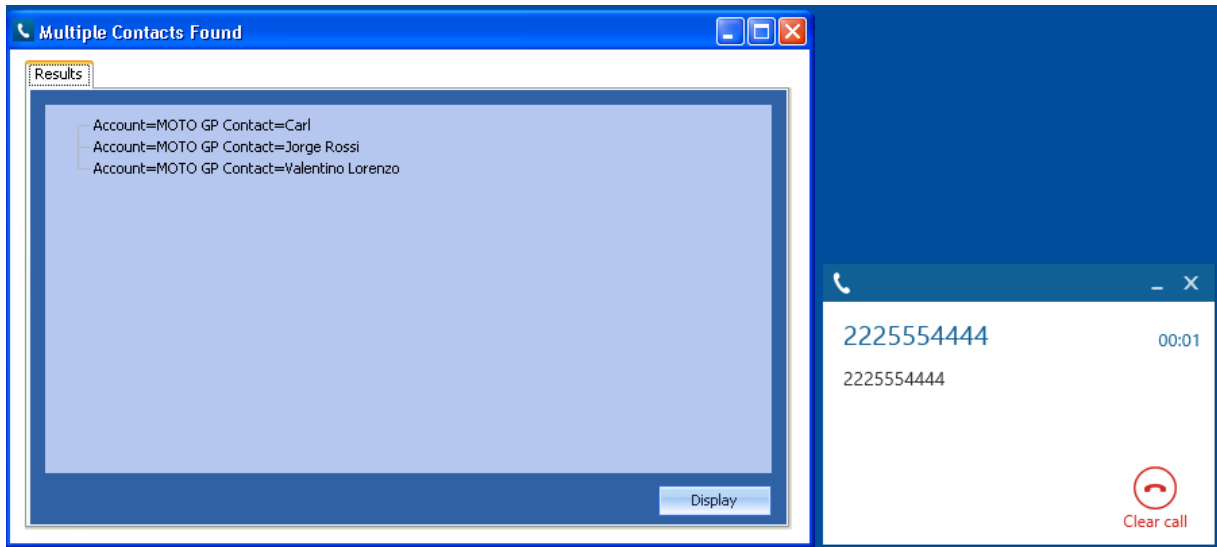 Multiple Contacts Found
Results
Account=MOTO GP Contact=Carl
Account=MOTO GP Contact=Jorge Rossi
Account=MOTO GP Contact=Valentino Lorenzo
Display
2225554444
00:01
2225554444
Clear call